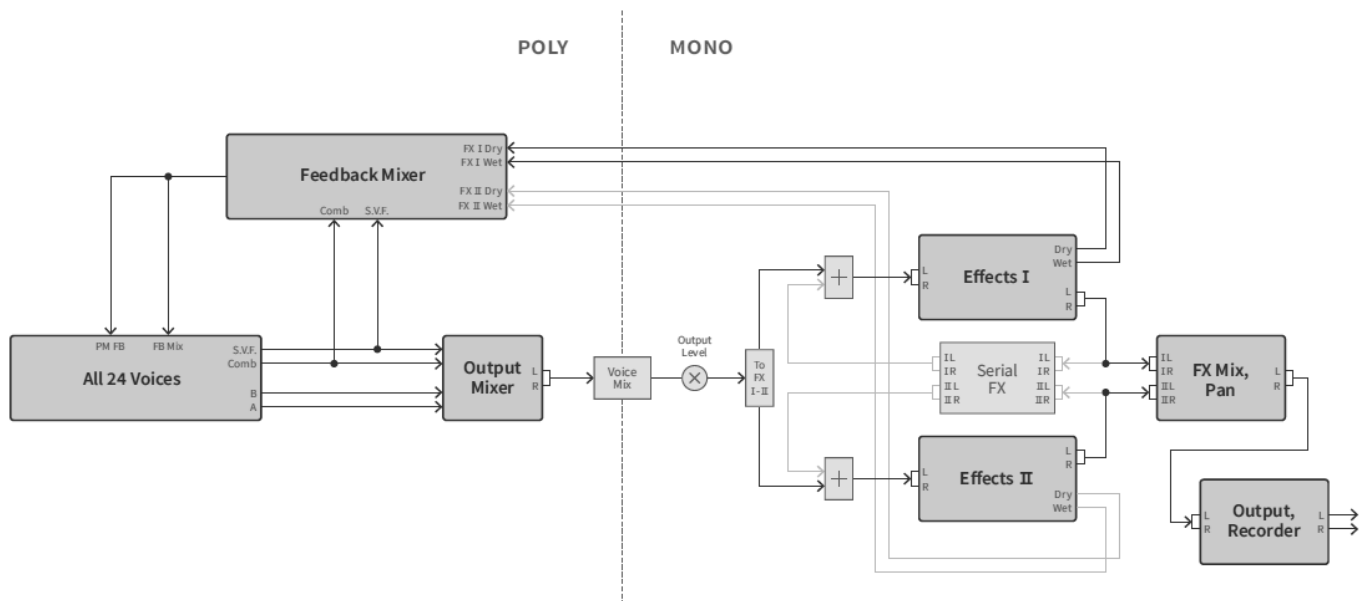 POLY
MONO
Feedback Mixer
FX I Dry
FX I Wet
FX II Dry
FX II Wet
Comb
S.V.F.
All 24 Voices
PM FB
FB Mix
S.V.F.
Comb
B
A
Output
Mixer
L
R
Voice
Mix
Output
Level
To
FX
I-II
+
+
Effects I
L
R
Dry
Wet
L
R
Serial
FX
IL
IR
IIL
IIR
IL
IR
IIL
IIR
Effects II
L
R
L
R
Dry
Wet
FX Mix,
Pan
IL
IR
IIL
IIR
L
R
Output,
Recorder
L
R
L
R